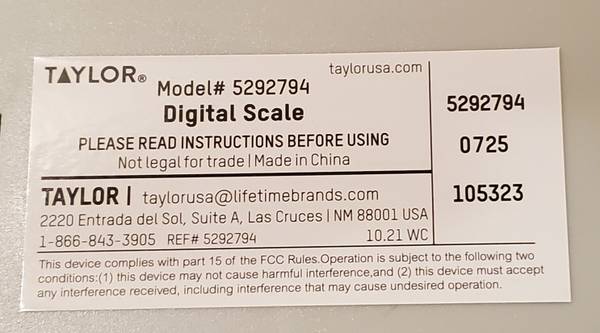 TAYLOR®
taylorusa.com
Model# 5292794
Digital Scale
PLEASE READ INSTRUCTIONS BEFORE USING
Not legal for trade | Made in China
5292794
0725
105323
TAYLOR | taylorusa@lifetimebrands.com
2220 Entrada del Sol, Suite A, Las Cruces | NM 88001 USA
1-866-843-3905 REF# 5292794 10.21 WC
This device complies with part 15 of the FCC Rules.Operation is subject to the following two
conditions:(1) this device may not cause harmful interference,and (2) this device must accept
any interference received, including interference that may cause undesired operation.